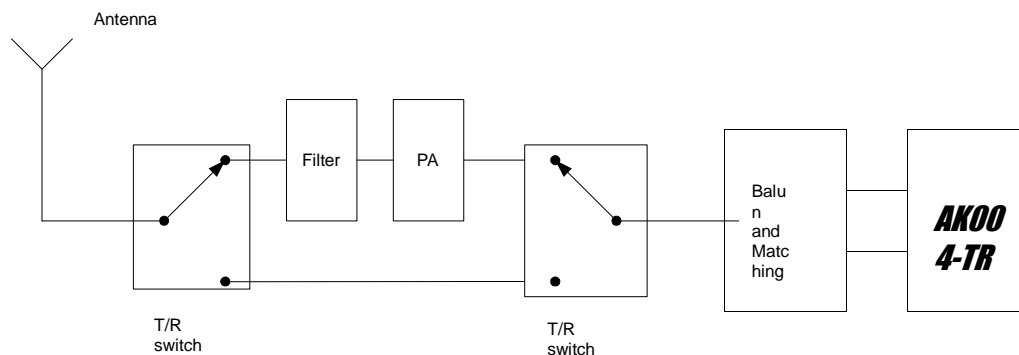 Antenna
Filter
PA
Balu
n
and
Matc
hing
AK00
4-TR
T/R
switch
T/R
switch